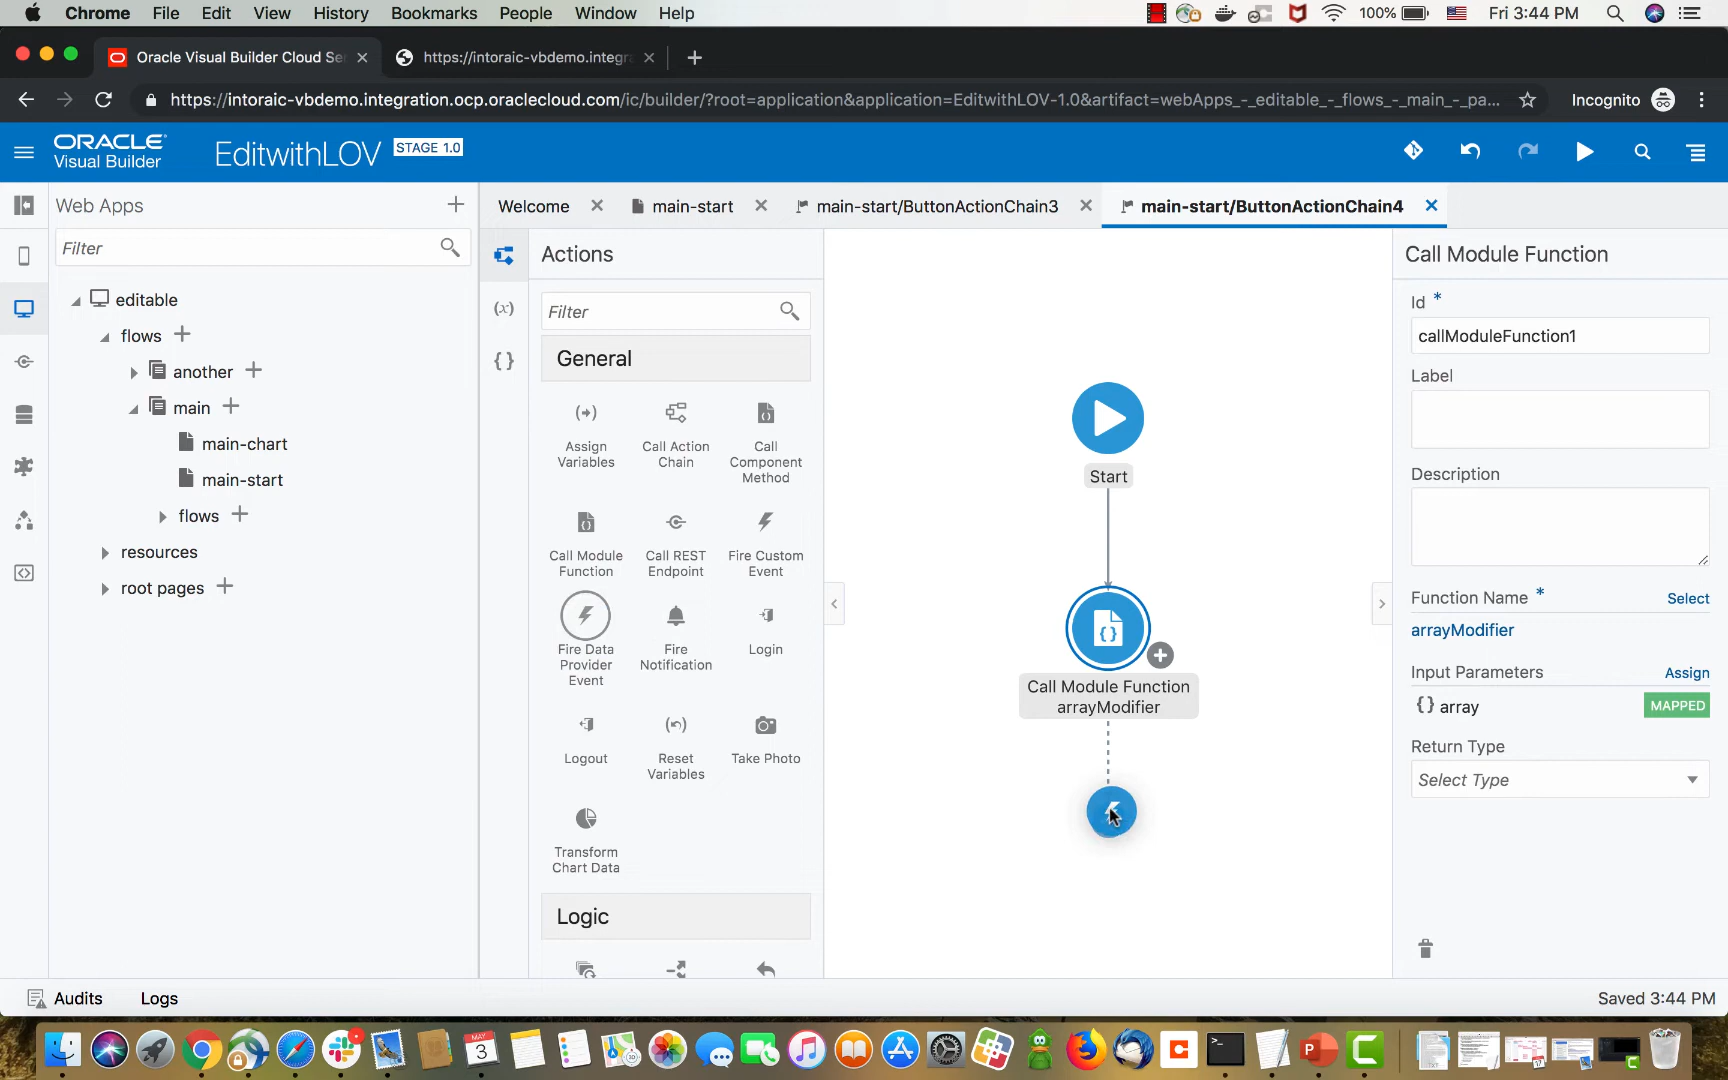 Chrome File Edit View History Bookmarks People Window Help 100% Fri 3:44 PM
Oracle Visual Builder Cloud Se
https://intoraic-vbdemo.integr
https://intoraic-vbdemo.integration.ocp.oraclecloud.com/ic/builder/?root=application&application=EditwithLOV-1.0&artifact=webApps_-_editable_-_flows_-_main_-_pa... Incognito
ORACLE
Visual Builder
EditwithLOV
STAGE 1.0
Web Apps
Filter
editable
flows
another
main
main-chart
main-start
flows
resources
root pages
Welcome
main-start
main-start/ButtonActionChain3
main-start/ButtonActionChain4
(x)
{ }
Actions
Filter
General
Assign
Variables
Call Action
Chain
Call
Component
Method
Call Module
Function
Call REST
Endpoint
Fire Custom
Event
Fire Data
Provider
Event
Fire
Notification
Login
Logout
Reset
Variables
Take Photo
Transform
Chart Data
Logic
Start
Call Module Function
arrayModifier
Call Module Function
Id *
callModuleFunction1
Label
Description
Function Name * Select
arrayModifier
Input Parameters Assign
{} array MAPPED
Return Type
Select Type
Audits
Logs
Saved 3:44 PM
MAY
3